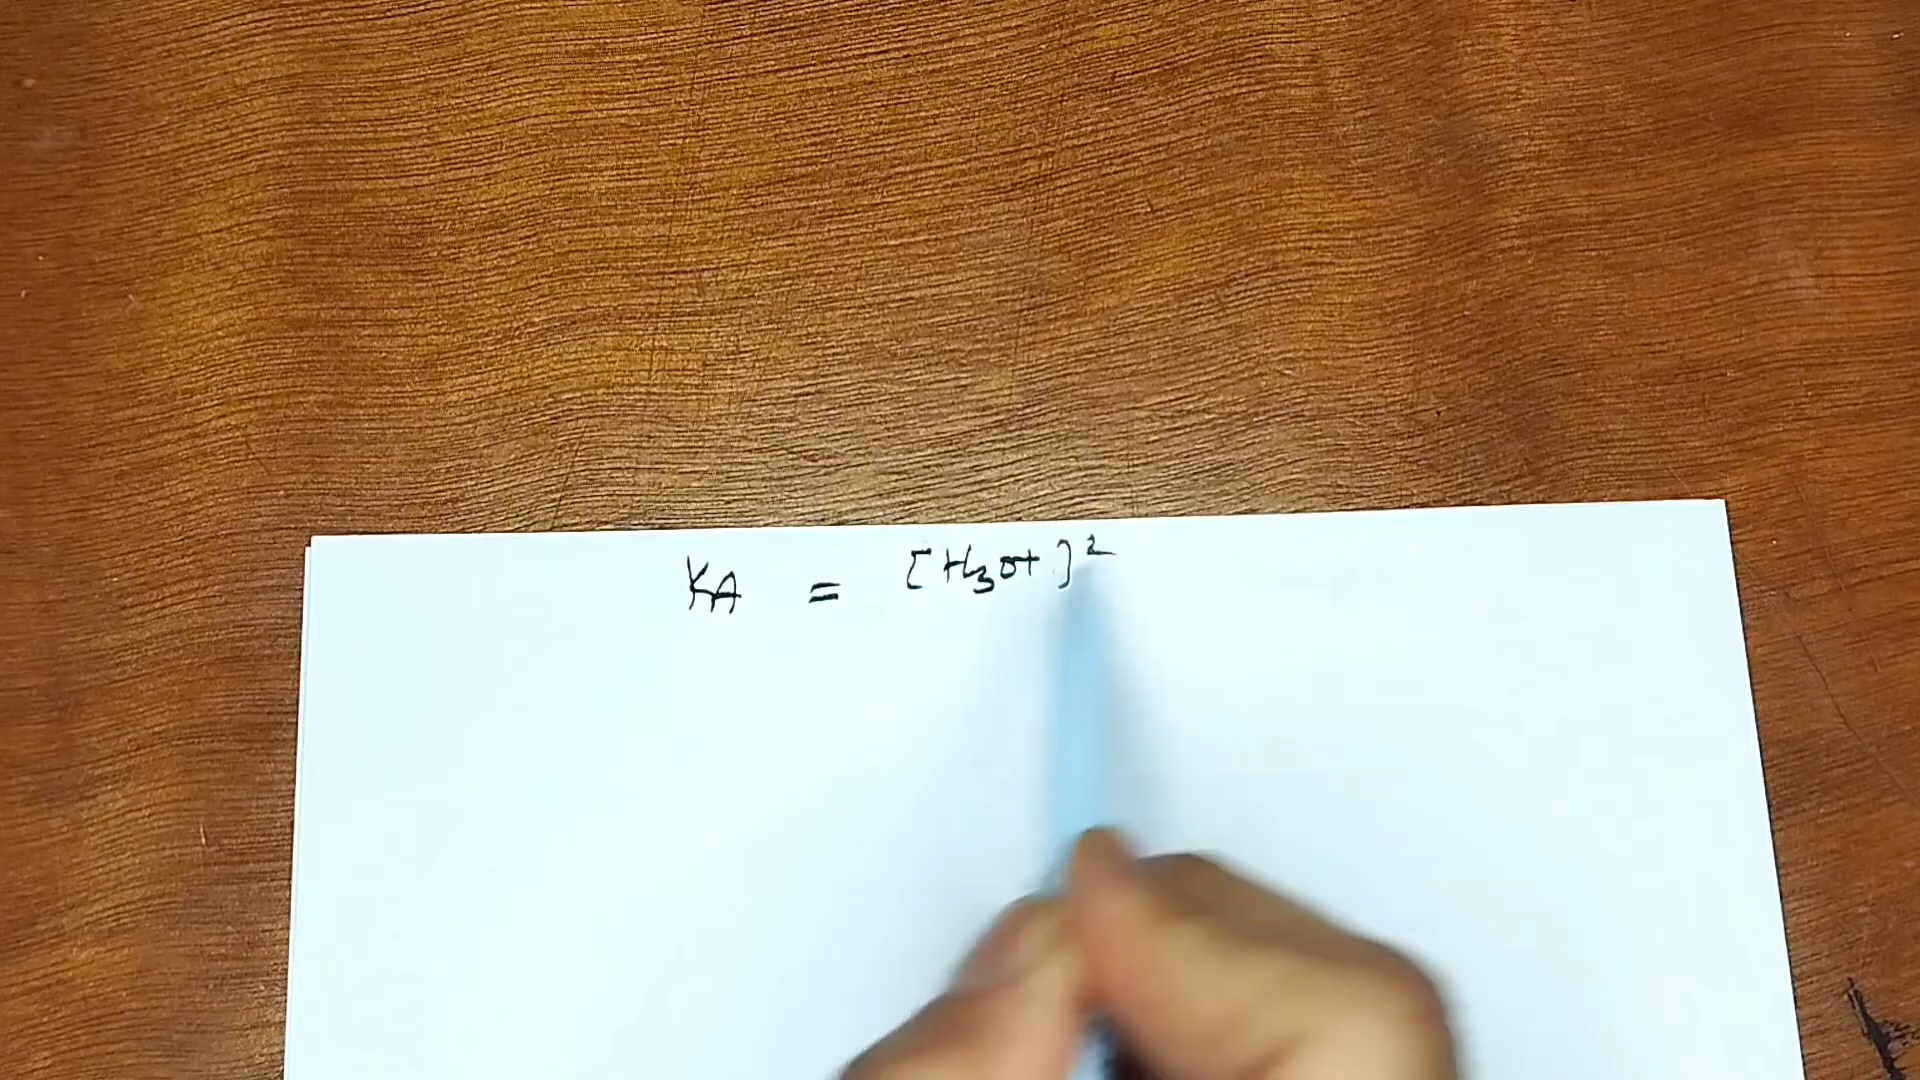 KA = [H3O+]²